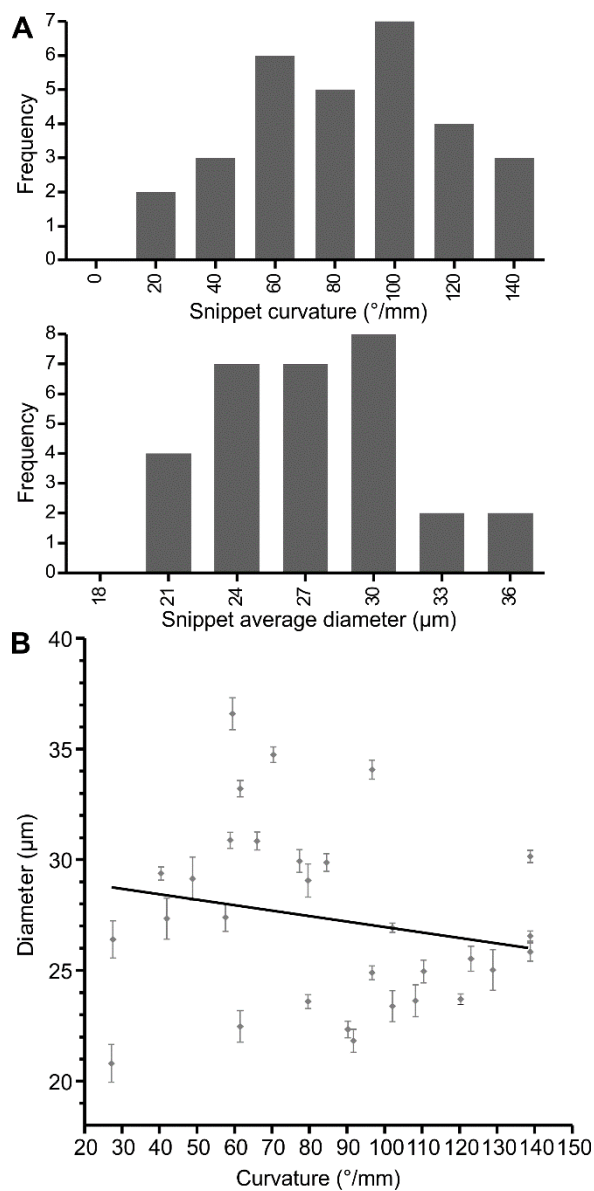 A
7
6
5
4
3
2
1
0
Frequency
0 20 40 60 80 100 120 140
Snippet curvature (°/mm)
8
7
6
5
4
3
2
1
0
Frequency
18 21 24 27 30 33 36
Snippet average diameter (µm)
B
40
35
30
25
20
Diameter (µm)
20 30 40 50 60 70 80 90 100 110 120 130 140 150
Curvature (°/mm)